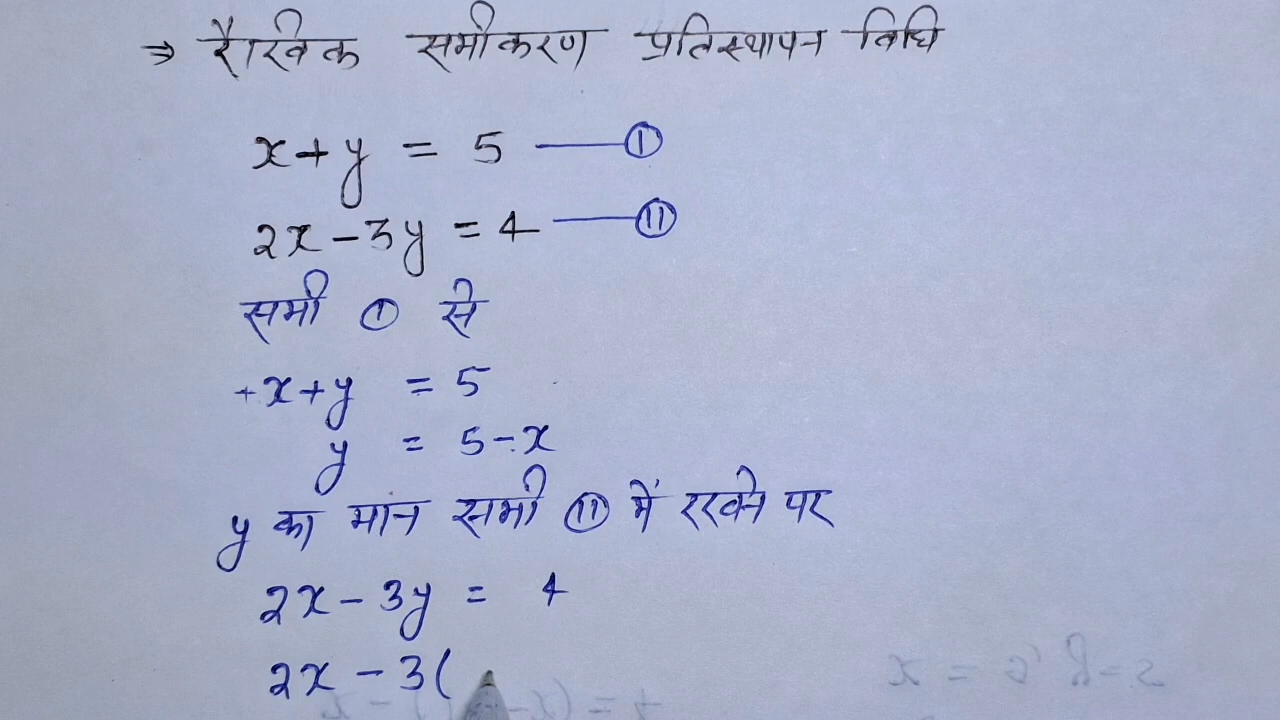 ⇒ रैखिक समीकरण प्रतिस्थापन विधि
x+y = 5 —— ①
2x-3y = 4 —— ⑪
समी ① से
+x+y = 5
y = 5-x
y का मान समी ⑪ में रखने पर
2x-3y = 4
2x-3(